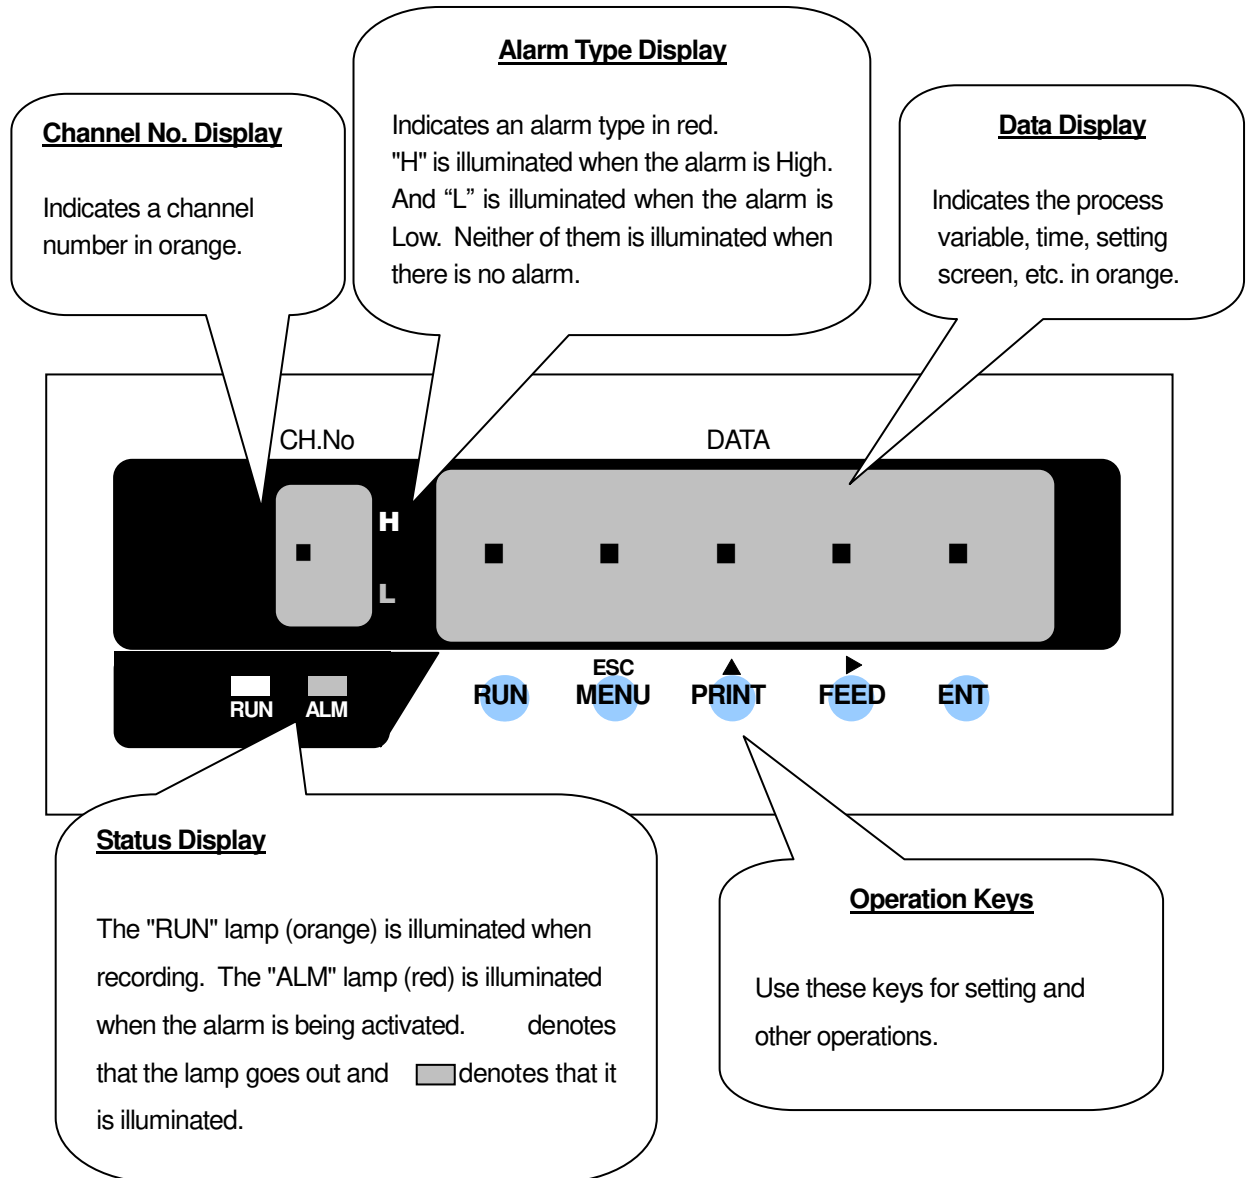 Alarm Type Display
Indicates an alarm type in red.
"H" is illuminated when the alarm is High.
And “L” is illuminated when the alarm is
Low. Neither of them is illuminated when
there is no alarm.
Channel No. Display
Indicates a channel
number in orange.
Data Display
Indicates the process
variable, time, setting
screen, etc. in orange.
CH.No
DATA
H
L
RUN
ALM
RUN
ESC
MENU
PRINT
FEED
ENT
Status Display
The "RUN" lamp (orange) is illuminated when
recording. The "ALM" lamp (red) is illuminated
when the alarm is being activated. denotes
that the lamp goes out and denotes that it
is illuminated.
Operation Keys
Use these keys for setting and
other operations.